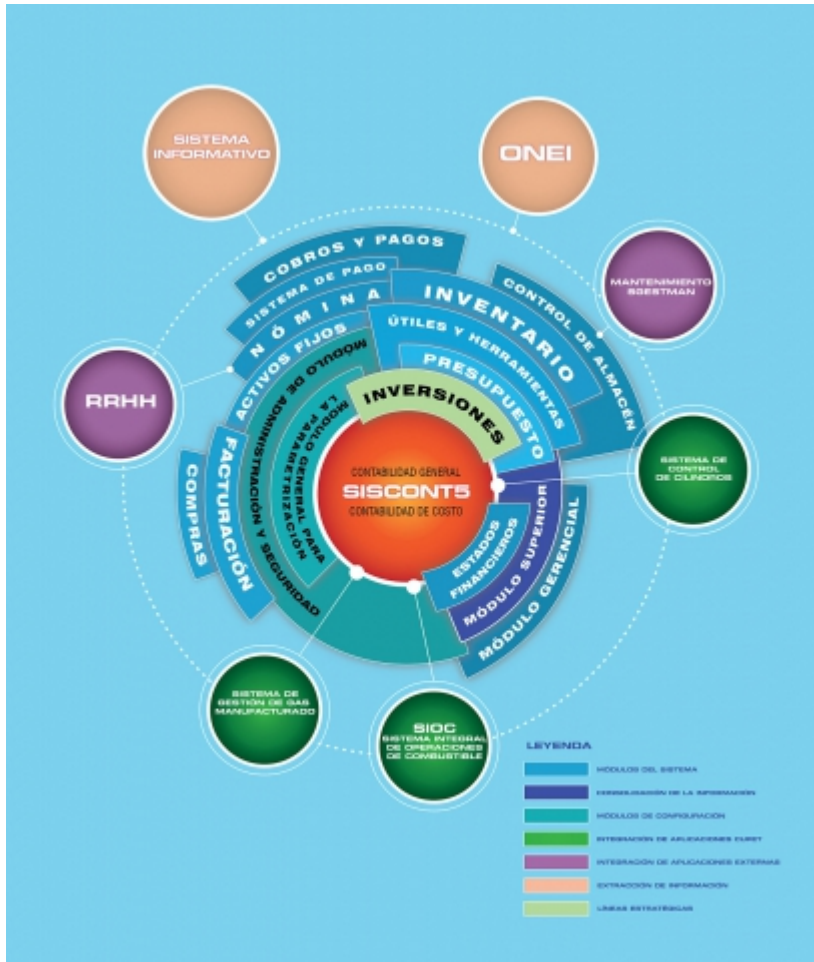 SISTEMA
INFORMATIVO
ONEI
MANTENIMIENTO
SGESTMAN
RRHH
SISTEMA DE
CONTROL
DE CILINDROS
COBROS Y PAGOS
SISTEMA DE PAGO
NÓMINA
ACTIVOS FIJOS
MÓDULO DE ADMINISTRACIÓN Y SEGURIDAD
MÓDULO GENERAL PARA
LA PARAMETRIZACIÓN
FACTURACIÓN
COMPRAS
CONTROL DE ALMACÉN
INVENTARIO
ÚTILES Y HERRAMIENTAS
PRESUPUESTO
INVERSIONES
CONTABILIDAD GENERAL
SISCONT5
CONTABILIDAD DE COSTO
ESTADOS
FINANCIEROS
MÓDULO SUPERIOR
MÓDULO GERENCIAL
SISTEMA DE
GESTIÓN DE GAS
MANUFACTURADO
SIOC
SISTEMA INTEGRAL
DE OPERACIONES
DE COMBUSTIBLE
LEYENDA
MÓDULOS DEL SISTEMA
CONSOLIDACIÓN DE LA INFORMACIÓN
MÓDULOS DE CONFIGURACIÓN
INTEGRACIÓN DE APLICACIONES CUPET
INTEGRACIÓN DE APLICACIONES EXTERNAS
EXTRACCIÓN DE INFORMACIÓN
LÍNEAS ESTRATÉGICAS